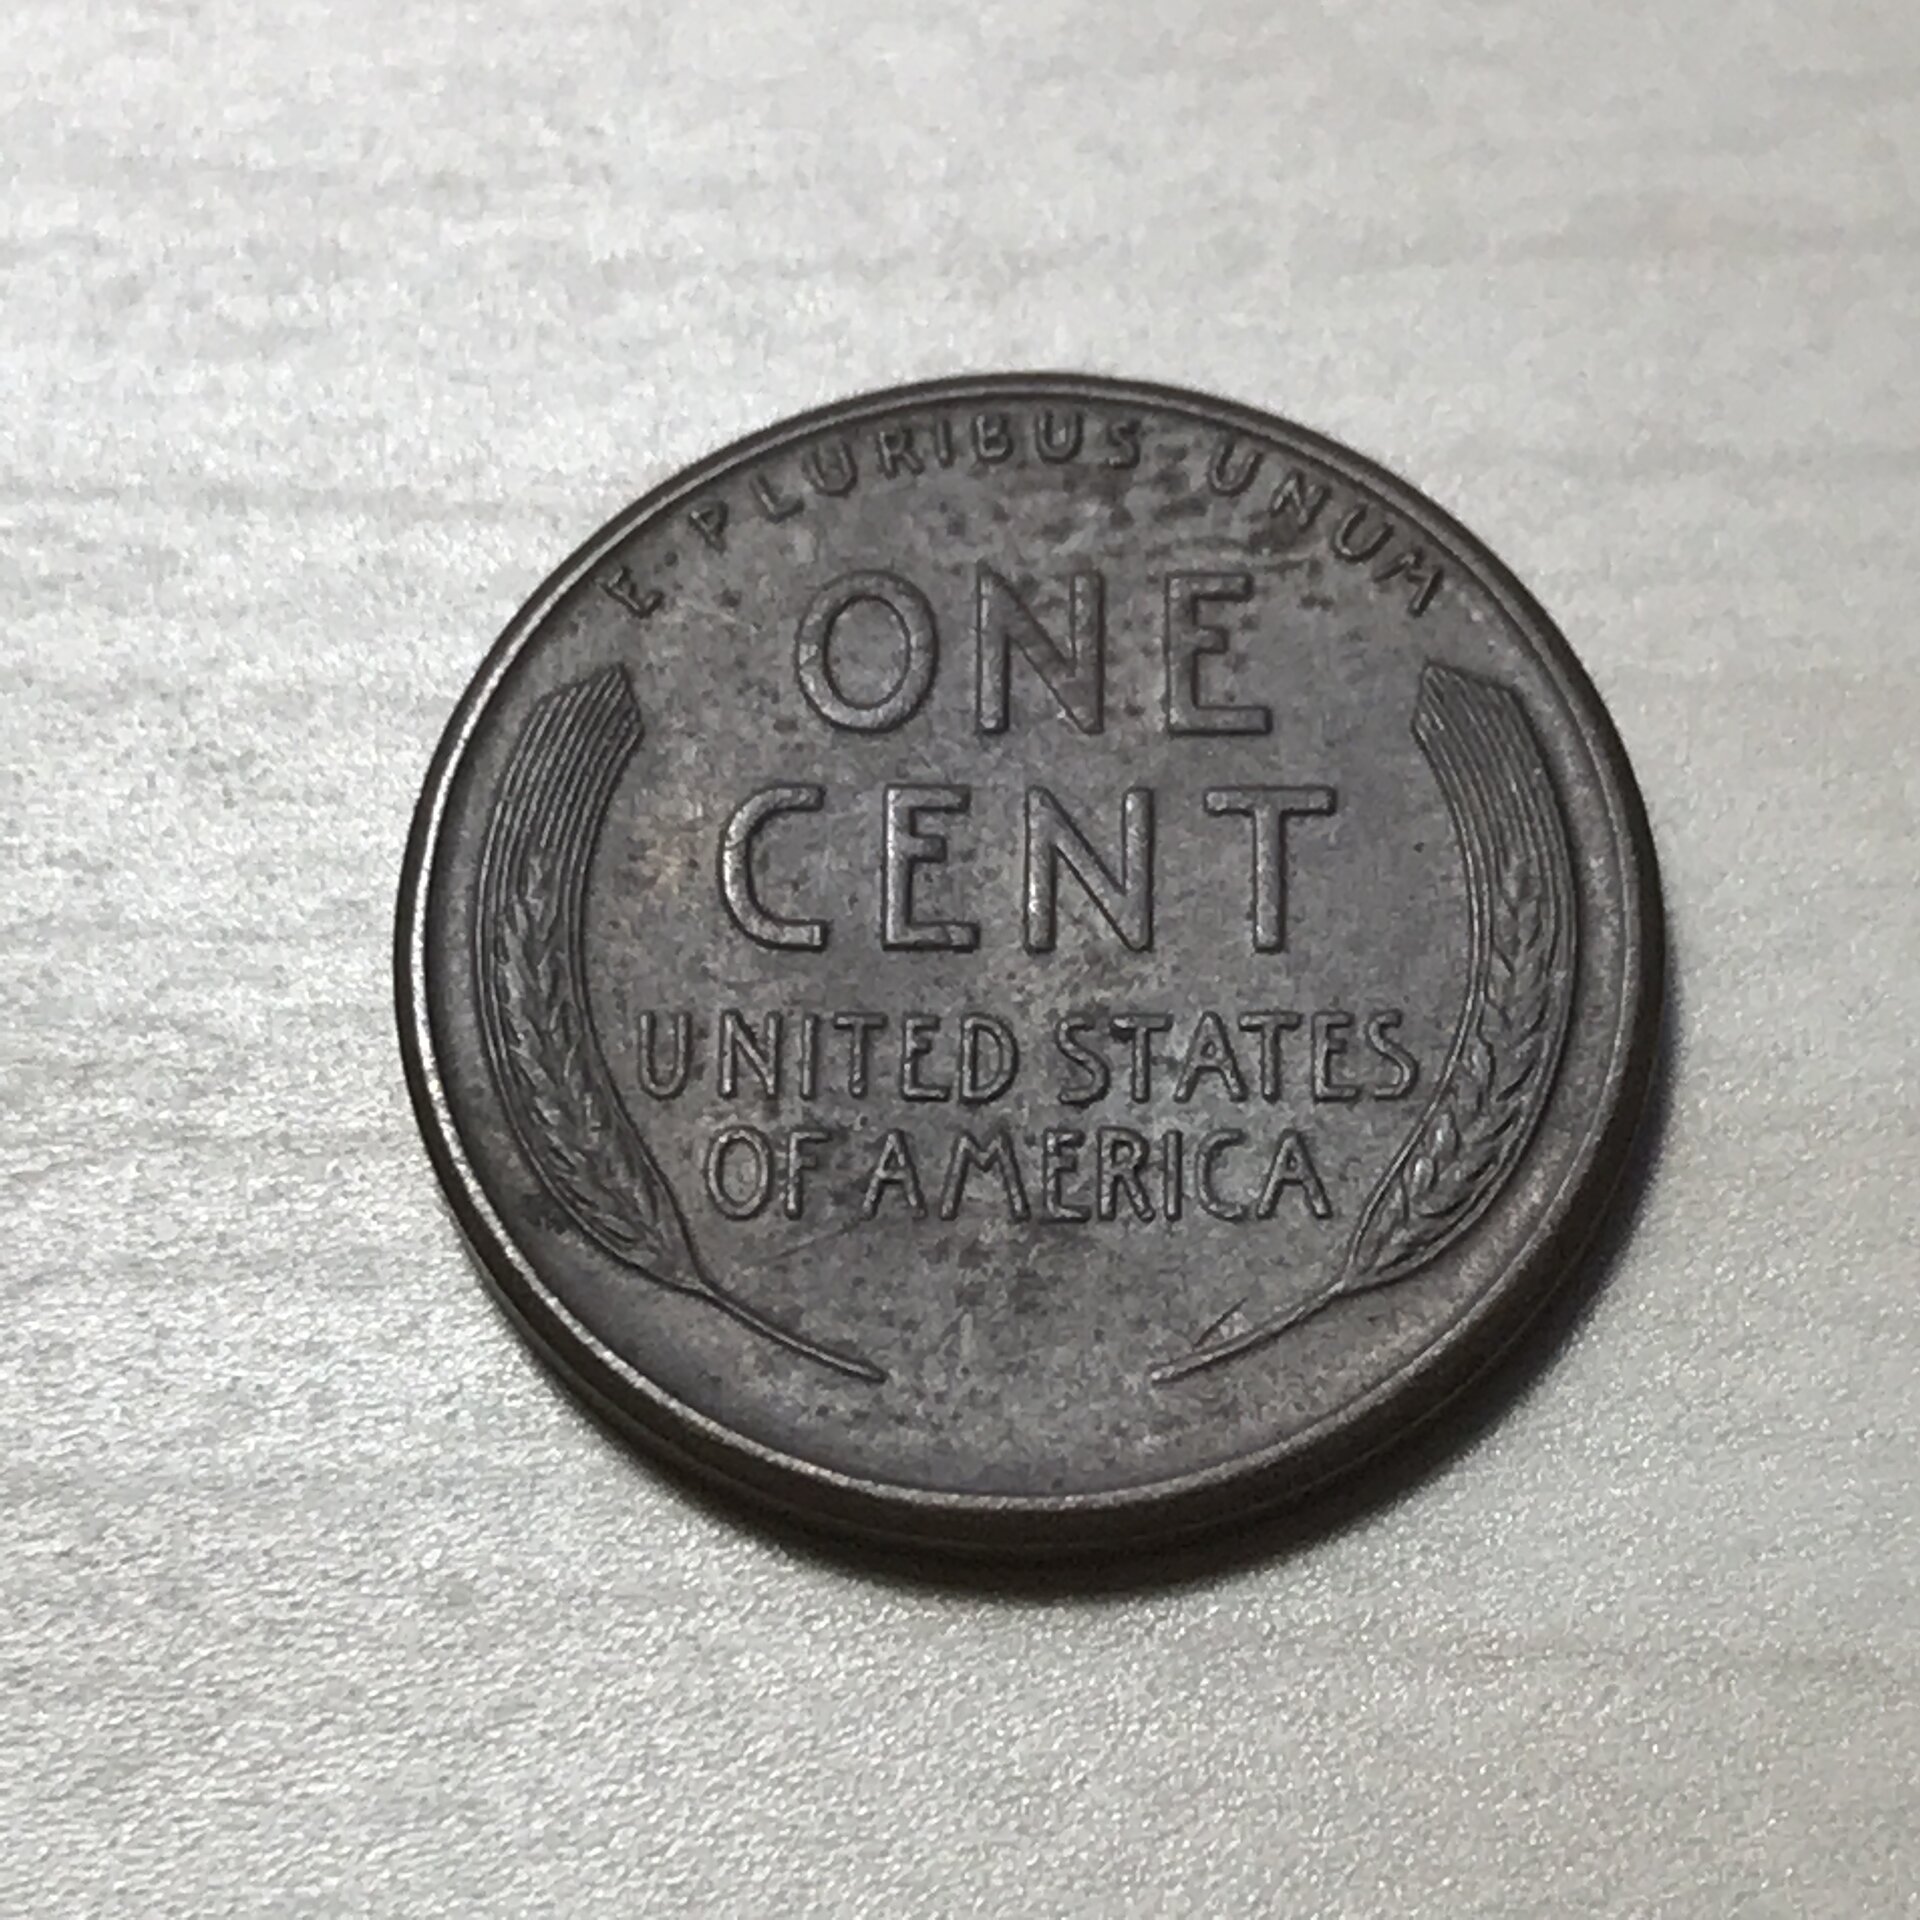 E·PLURIBUS·UNUM
ONE
CENT
UNITED STATES
OF AMERICA